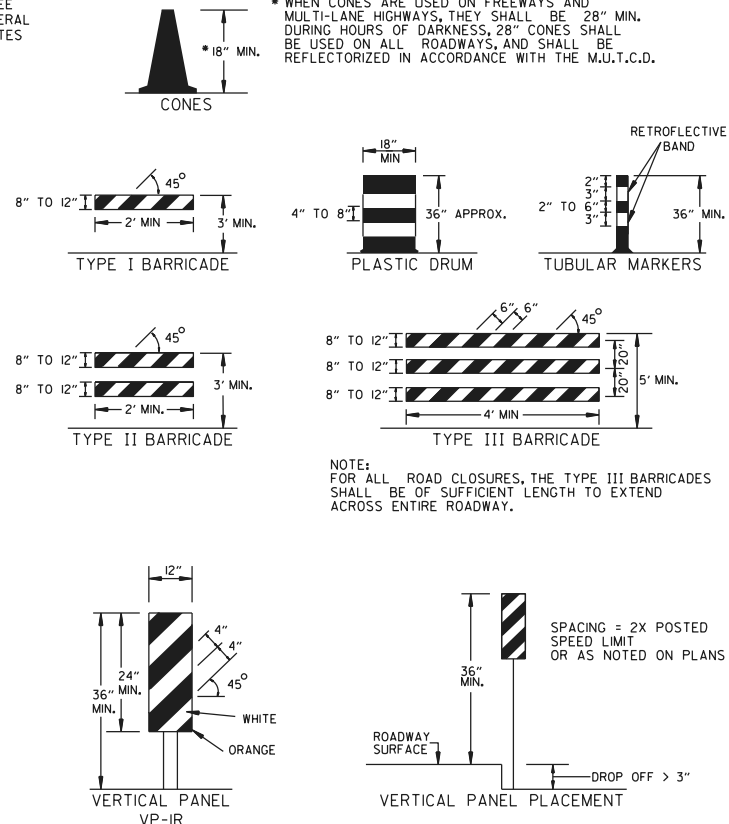 * WHEN CONES ARE USED ON FREEWAYS AND
MULTI-LANE HIGHWAYS, THEY SHALL BE 28" MIN.
DURING HOURS OF DARKNESS, 28" CONES SHALL
BE USED ON ALL ROADWAYS, AND SHALL BE
REFLECTORIZED IN ACCORDANCE WITH THE M.U.T.C.D.
* 18" MIN.
CONES
45°
8" TO 12"
2' MIN
3' MIN.
TYPE I BARRICADE
18"
MIN
4" TO 8"
36" APPROX.
PLASTIC DRUM
RETROFLECTIVE
BAND
2"
3"
2" TO 6"
3"
36" MIN.
TUBULAR MARKERS
45°
8" TO 12"
8" TO 12"
2' MIN.
3' MIN.
TYPE II BARRICADE
6" 6"
45°
8" TO 12"
8" TO 12"
8" TO 12"
20"
20"
5' MIN.
4' MIN
TYPE III BARRICADE
NOTE:
FOR ALL ROAD CLOSURES, THE TYPE III BARRICADES
SHALL BE OF SUFFICIENT LENGTH TO EXTEND
ACROSS ENTIRE ROADWAY.
12"
4"
4"
24"
MIN.
36"
MIN.
45°
WHITE
ORANGE
VERTICAL PANEL
VP-1R
36"
MIN.
SPACING = 2X POSTED
SPEED LIMIT
OR AS NOTED ON PLANS
ROADWAY
SURFACE
DROP OFF > 3"
VERTICAL PANEL PLACEMENT